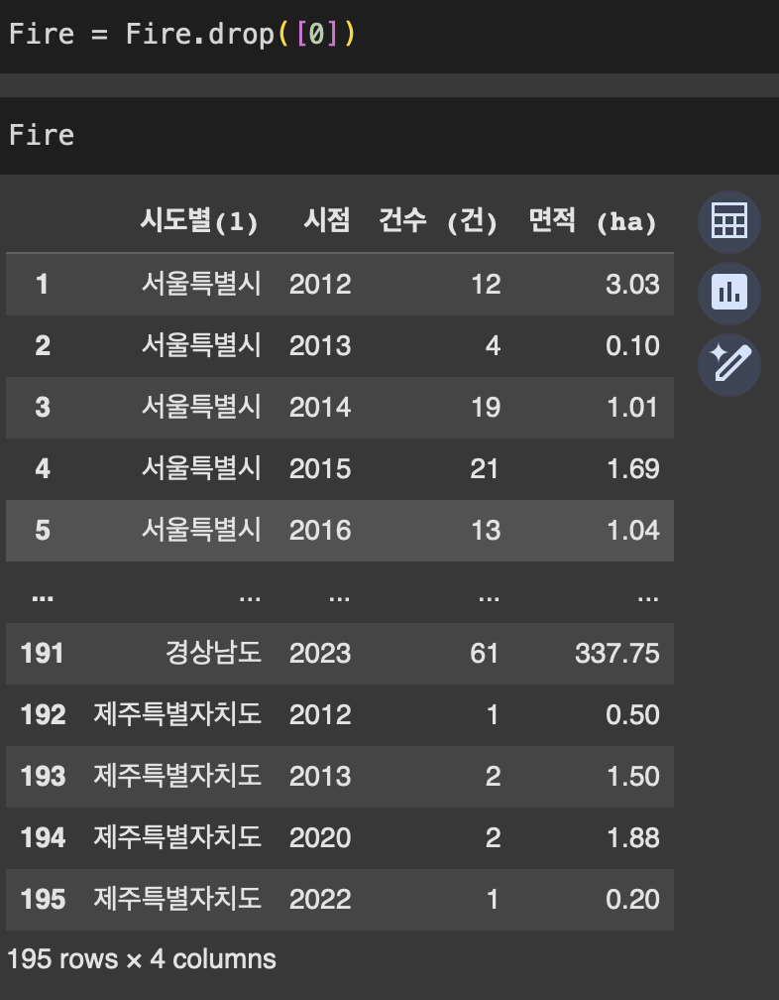 Fire = Fire.drop([0])
Fire
시도별(1) 시점 건수 (건) 면적 (ha)
1 서울특별시 2012 12 3.03
2 서울특별시 2013 4 0.10
3 서울특별시 2014 19 1.01
4 서울특별시 2015 21 1.69
5 서울특별시 2016 13 1.04
... ... ... ... ...
191 경상남도 2023 61 337.75
192 제주특별자치도 2012 1 0.50
193 제주특별자치도 2013 2 1.50
194 제주특별자치도 2020 2 1.88
195 제주특별자치도 2022 1 0.20
195 rows × 4 columns